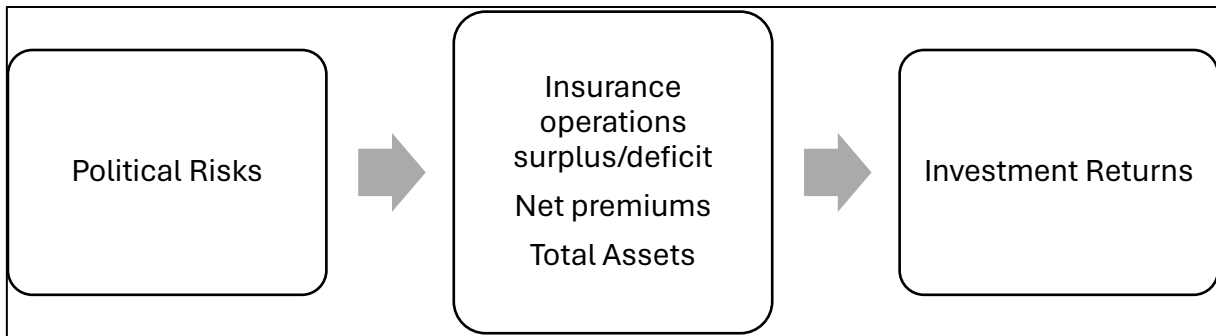 Political Risks
Insurance
operations
surplus/deficit
Net premiums
Total Assets
Investment Returns